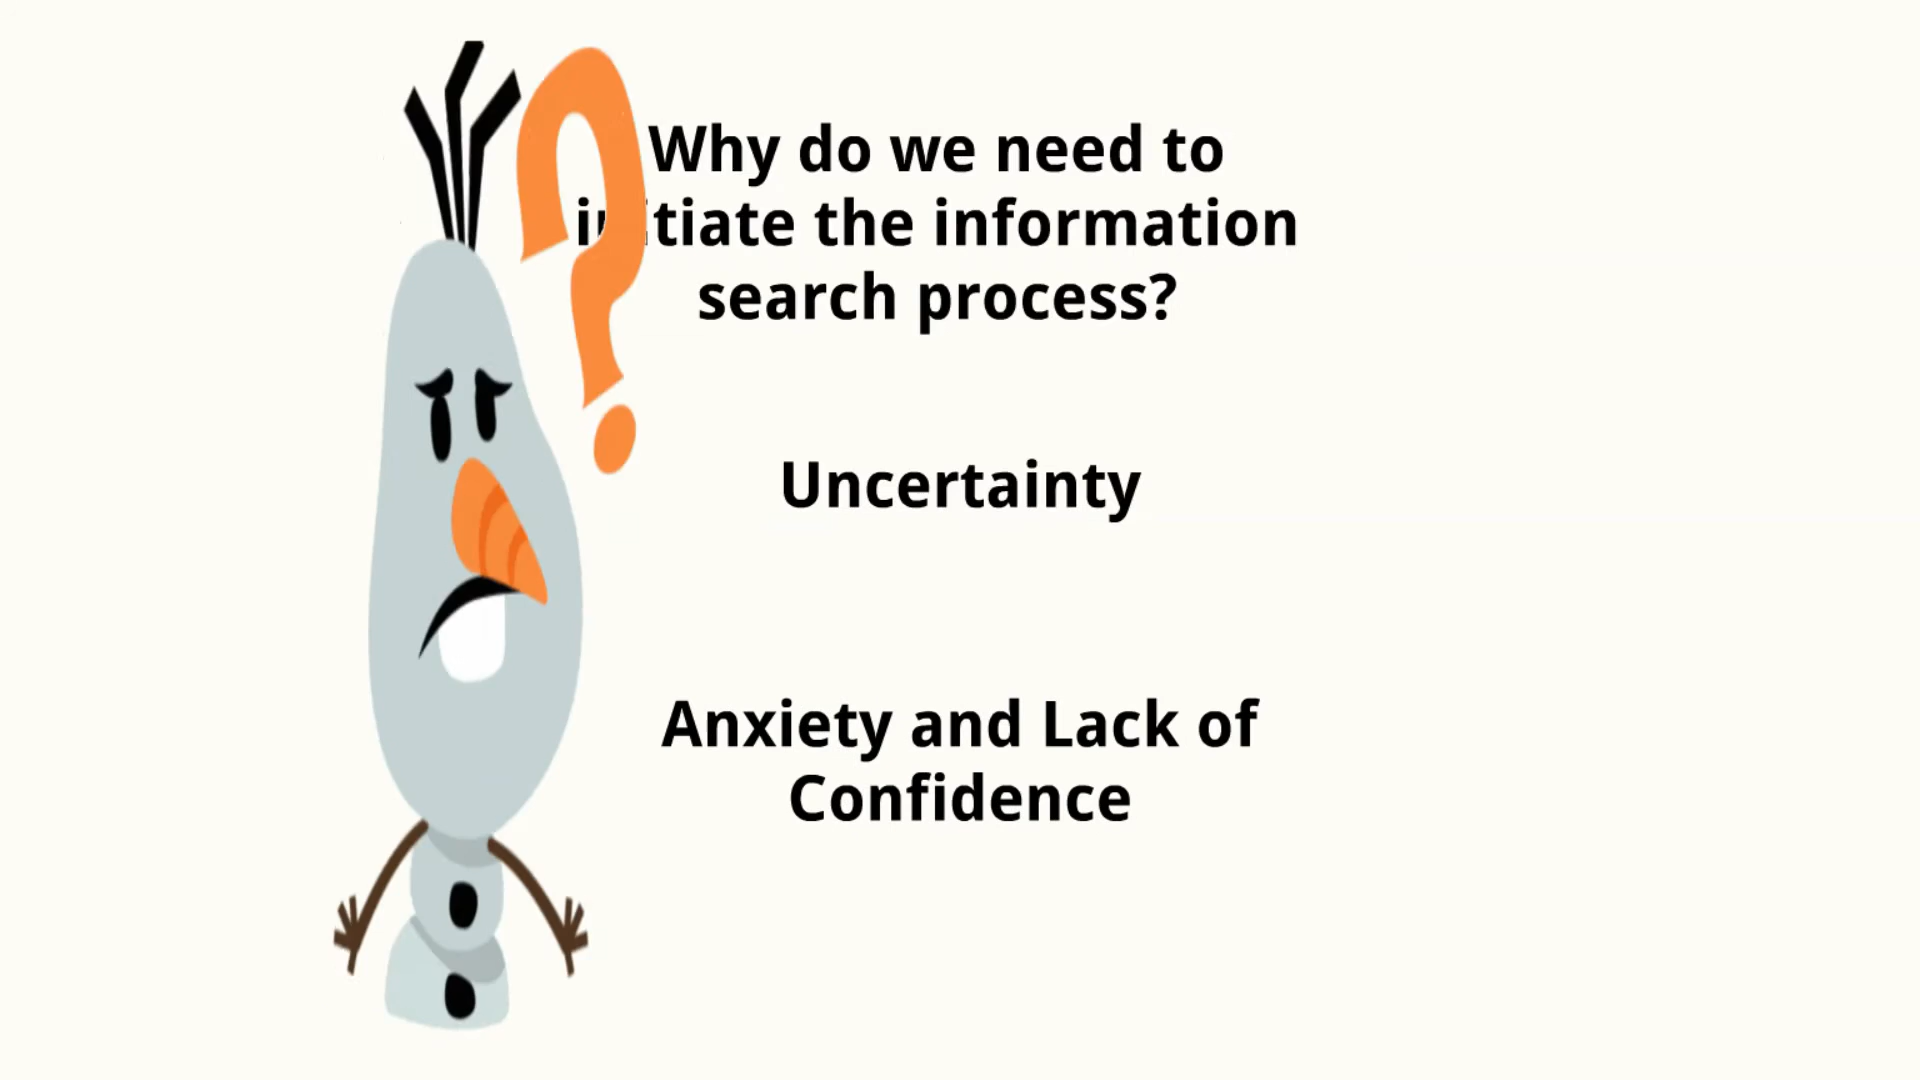 Why do we need to
initiate the information
search process?
Uncertainty
Anxiety and Lack of
Confidence